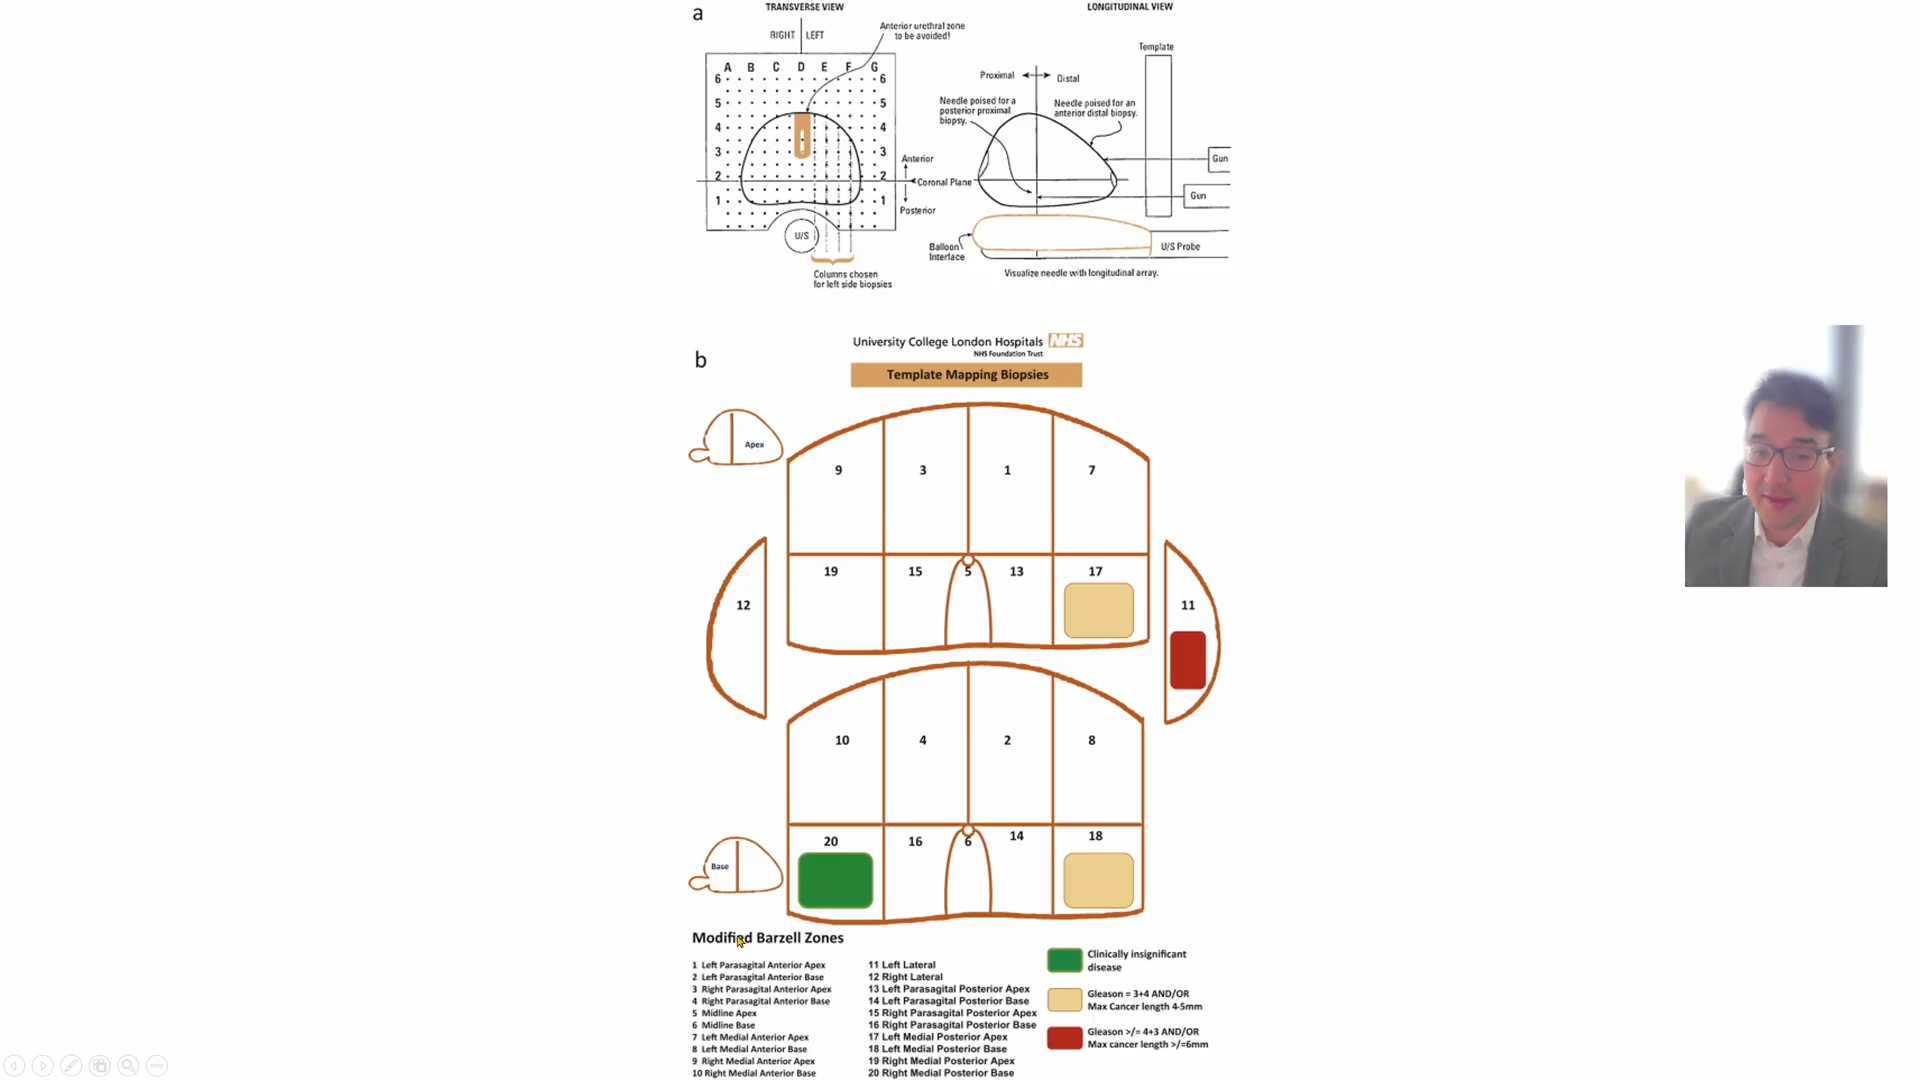 a
TRANSVERSE VIEW
LONGITUDINAL VIEW
RIGHT LEFT
Anterior urethral zone
to be avoided!
Template
A B C D E F G
6 6
5 5
4 4
3 3
2 2
1 1
Proximal Distal
Needle poised for a
posterior proximal
biopsy.
Needle poised for an
anterior distal biopsy.
Anterior
Coronal Plane
Posterior
Gun
Gun
U/S
Balloon
Interface
U/S Probe
Columns chosen
for left side biopsies
Visualize needle with longitudinal array.
b
University College London Hospitals NHS
NHS Foundation Trust
Template Mapping Biopsies
Apex
9 3 1 7
19 15 5 13 17
12 11
10 4 2 8
20 16 6 14 18
Base
Modified Barzell Zones
1 Left Parasagital Anterior Apex
2 Left Parasagital Anterior Base
3 Right Parasagital Anterior Apex
4 Right Parasagital Anterior Base
5 Midline Apex
6 Midline Base
7 Left Medial Anterior Apex
8 Left Medial Anterior Base
9 Right Medial Anterior Apex
10 Right Medial Anterior Base
11 Left Lateral
12 Right Lateral
13 Left Parasagital Posterior Apex
14 Left Parasagital Posterior Base
15 Right Parasagital Posterior Apex
16 Right Parasagital Posterior Base
17 Left Medial Posterior Apex
18 Left Medial Posterior Base
19 Right Medial Posterior Apex
20 Right Medial Posterior Base
Clinically insignificant
disease
Gleason = 3+4 AND/OR
Max Cancer length 4-5mm
Gleason >/= 4+3 AND/OR
Max cancer length >/=6mm